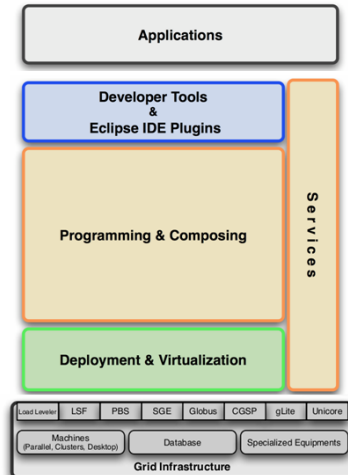 Applications
Developer Tools
&
Eclipse IDE Plugins
Services
Programming & Composing
Deployment & Virtualization
Load Leveler LSF PBS SGE Globus CGSP gLite Unicore
Machines
(Parallel, Clusters, Desktop)
Database
Specialized Equipments
Grid Infrastructure